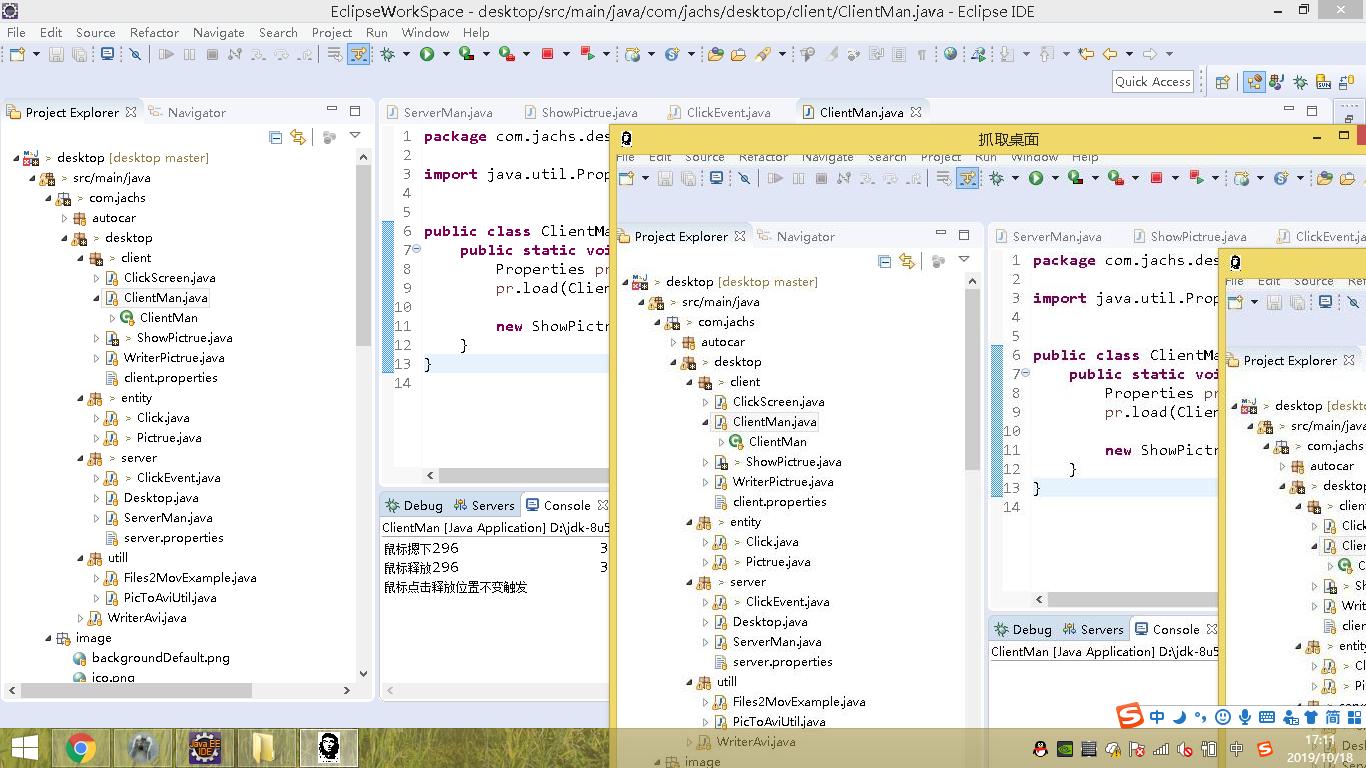 EclipseWorkSpace - desktop/src/main/java/com/jachs/desktop/client/ClientMan.java - Eclipse IDE
File Edit Source Refactor Navigate Search Project Run Window Help
Quick Access
Project Explorer Navigator
> desktop [desktop master]
> src/main/java
> com.jachs
autocar
> desktop
> client
ClickScreen.java
ClientMan.java
ClientMan
> ShowPictrue.java
WriterPictrue.java
client.properties
> entity
> Click.java
> Pictrue.java
> server
> ClickEvent.java
Desktop.java
ServerMan.java
server.properties
utill
Files2MovExample.java
PicToAviUtil.java
WriterAvi.java
image
backgroundDefault.png
ico.png
ServerMan.java ShowPictrue.java ClickEvent.java ClientMan.java
1 package com.jachs.des
2
3 import java.util.Prop
4
5
6 public class ClientMa
7 public static voi
8 Properties pr
9 pr.load(Clien
10
11 new ShowPictr
12 }
13 }
14
Debug Servers Console
ClientMan [Java Application] D:\jdk-8u5
鼠标摁下296 3
鼠标释放296 3
鼠标点击释放位置不变触发
抓取桌面
File Edit Source Refactor Navigate Search Project Run Window Help
Project Explorer Navigator
> desktop [desktop master]
> src/main/java
> com.jachs
autocar
> desktop
> client
ClickScreen.java
ClientMan.java
ClientMan
> ShowPictrue.java
WriterPictrue.java
client.properties
> entity
> Click.java
> Pictrue.java
> server
> ClickEvent.java
Desktop.java
ServerMan.java
server.properties
utill
Files2MovExample.java
PicToAviUtil.java
WriterAvi.java
image
ServerMan.java ShowPictrue.java ClickEvent.ja
1 package com.jachs.des
2
3 import java.util.Prop
4
5
6 public class ClientMa
7 public static voi
8 Properties pr
9 pr.load(Clien
10
11 new ShowPictr
12 }
13 }
14
Debug Servers Console
ClientMan [Java Application] D:\jdk-8u5
File Edit Source Refactor
Project Explorer
> desktop [deskto
> src/main/java
> com.jachs
autocar
> desktop
> client
Click
Clien
C
> Sh
Writ
clien
> entity
> Cl
> Pi
> serve
Desk
Se
中 简
中
17:11
2019/10/18